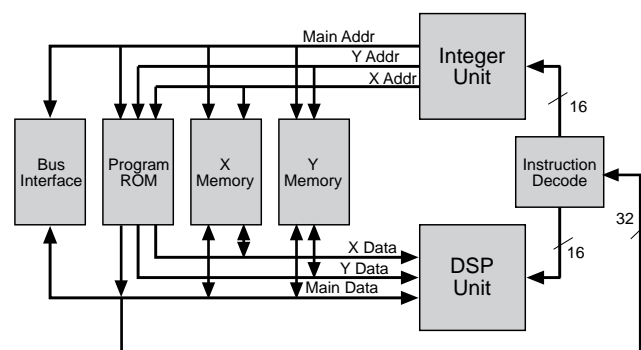 Main Addr
Y Addr
X Addr
Integer
Unit
16
Bus
Interface
Program
ROM
X
Memory
Y
Memory
Instruction
Decode
32
16
X Data
Y Data
Main Data
DSP
Unit